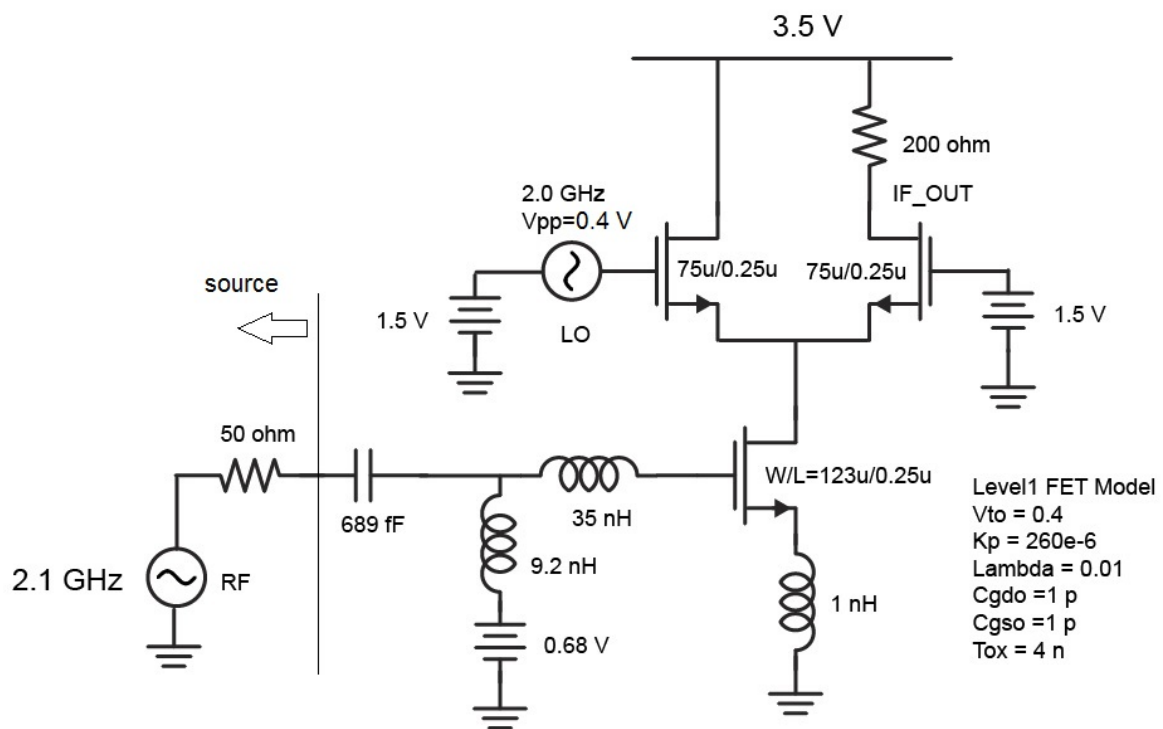 3.5 V
200 ohm
IF_OUT
2.0 GHz
Vpp=0.4 V
75u/0.25u
75u/0.25u
source
1.5 V
LO
1.5 V
50 ohm
W/L=123u/0.25u
689 fF
35 nH
9.2 nH
2.1 GHz
RF
1 nH
0.68 V
Level1 FET Model
Vto = 0.4
Kp = 260e-6
Lambda = 0.01
Cgdo =1 p
Cgso =1 p
Tox = 4 n